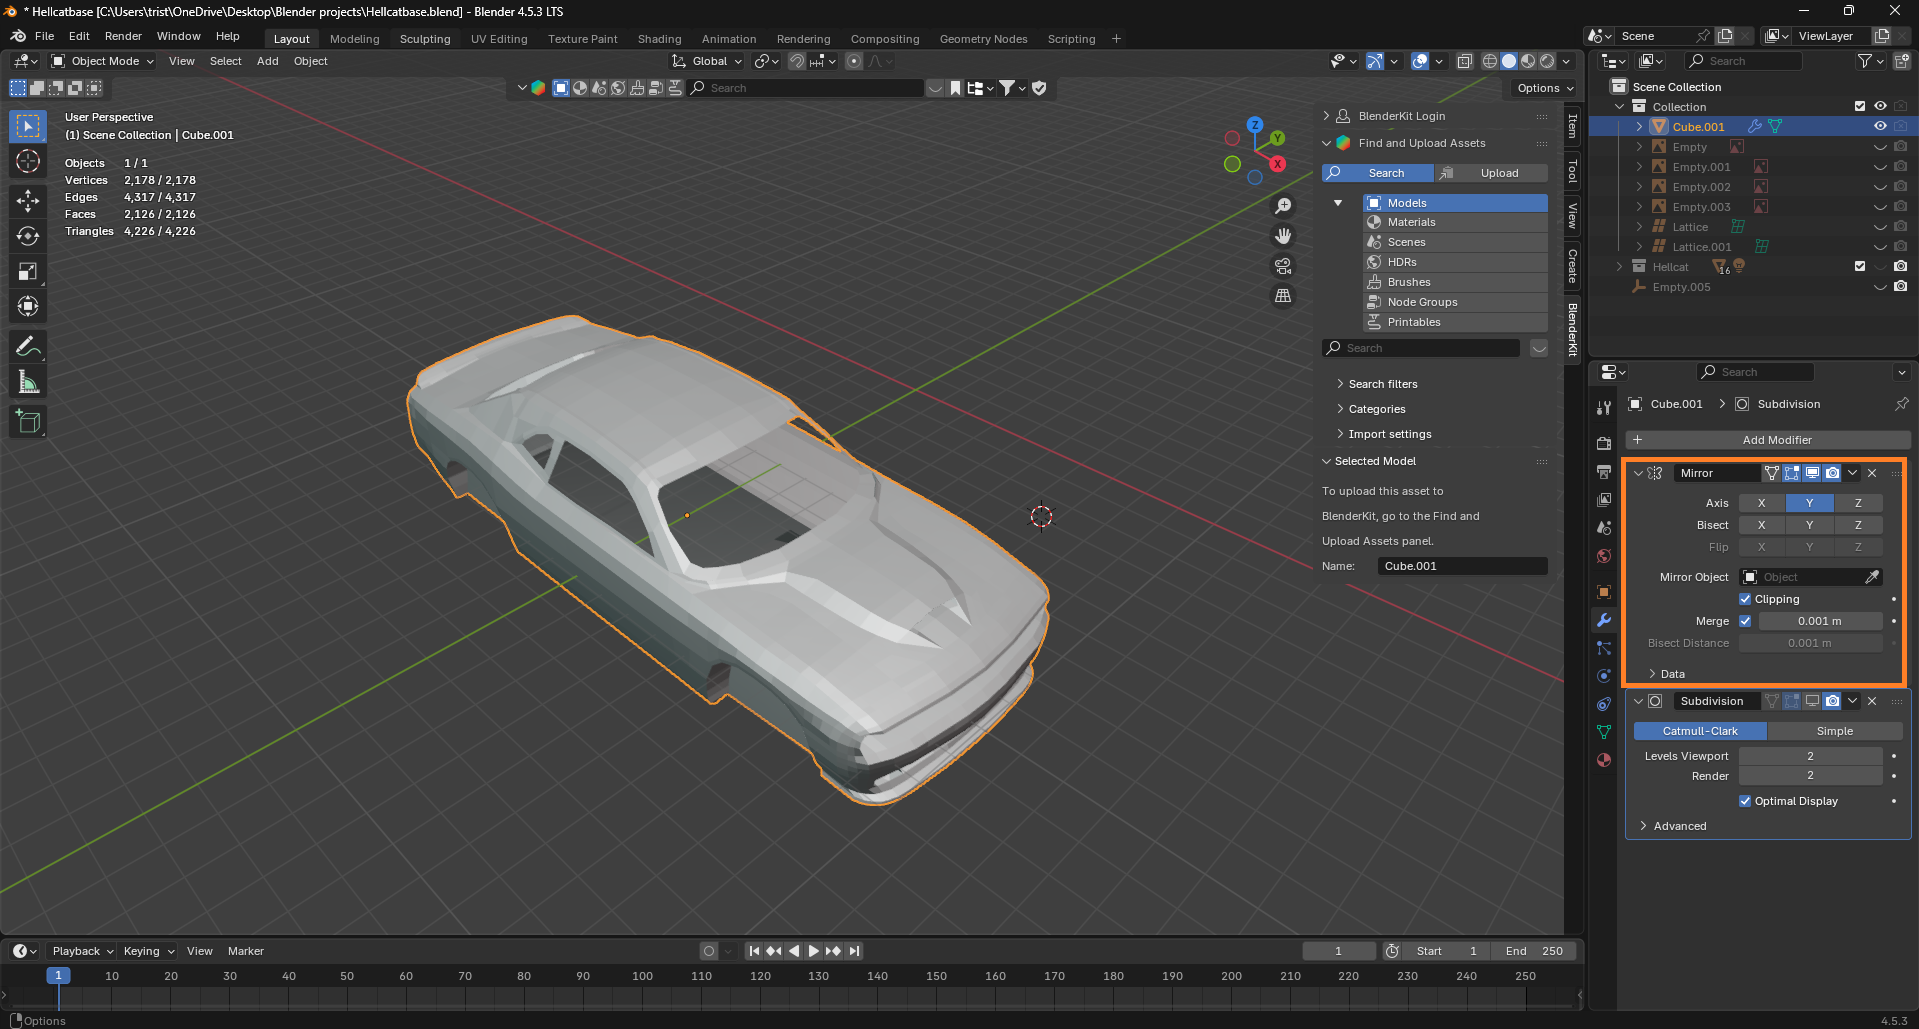 * Hellcatbase [C:\Users\trist\OneDrive\Desktop\Blender projects\Hellcatbase.blend] - Blender 4.5.3 LTS
File Edit Render Window Help
Layout Modeling Sculpting UV Editing Texture Paint Shading Animation Rendering Compositing Geometry Nodes Scripting +
Scene ViewLayer
Object Mode View Select Add Object
Global
Search
Search
Options
User Perspective
(1) Scene Collection | Cube.001
Objects 1 / 1
Vertices 2,178 / 2,178
Edges 4,317 / 4,317
Faces 2,126 / 2,126
Triangles 4,226 / 4,226
Z
Y
X
BlenderKit Login
Find and Upload Assets
Search Upload
Models
Materials
Scenes
HDRs
Brushes
Node Groups
Printables
Search
Search filters
Categories
Import settings
Selected Model
To upload this asset to
BlenderKit, go to the Find and
Upload Assets panel.
Name: Cube.001
Item
Tool
View
Create
BlenderKit
Scene Collection
Collection
Cube.001
Empty
Empty.001
Empty.002
Empty.003
Lattice
Lattice.001
Hellcat 16
Empty.005
Search
Cube.001 Subdivision
+ Add Modifier
Mirror
Axis X Y Z
Bisect X Y Z
Flip X Y Z
Mirror Object Object
Clipping
Merge 0.001 m
Bisect Distance 0.001 m
Data
Subdivision
Catmull-Clark Simple
Levels Viewport 2
Render 2
Optimal Display
Advanced
Playback Keying View Marker
1 Start 1 End 250
1 10 20 30 40 50 60 70 80 90 100 110 120 130 140 150 160 170 180 190 200 210 220 230 240 250
Options
4.5.3